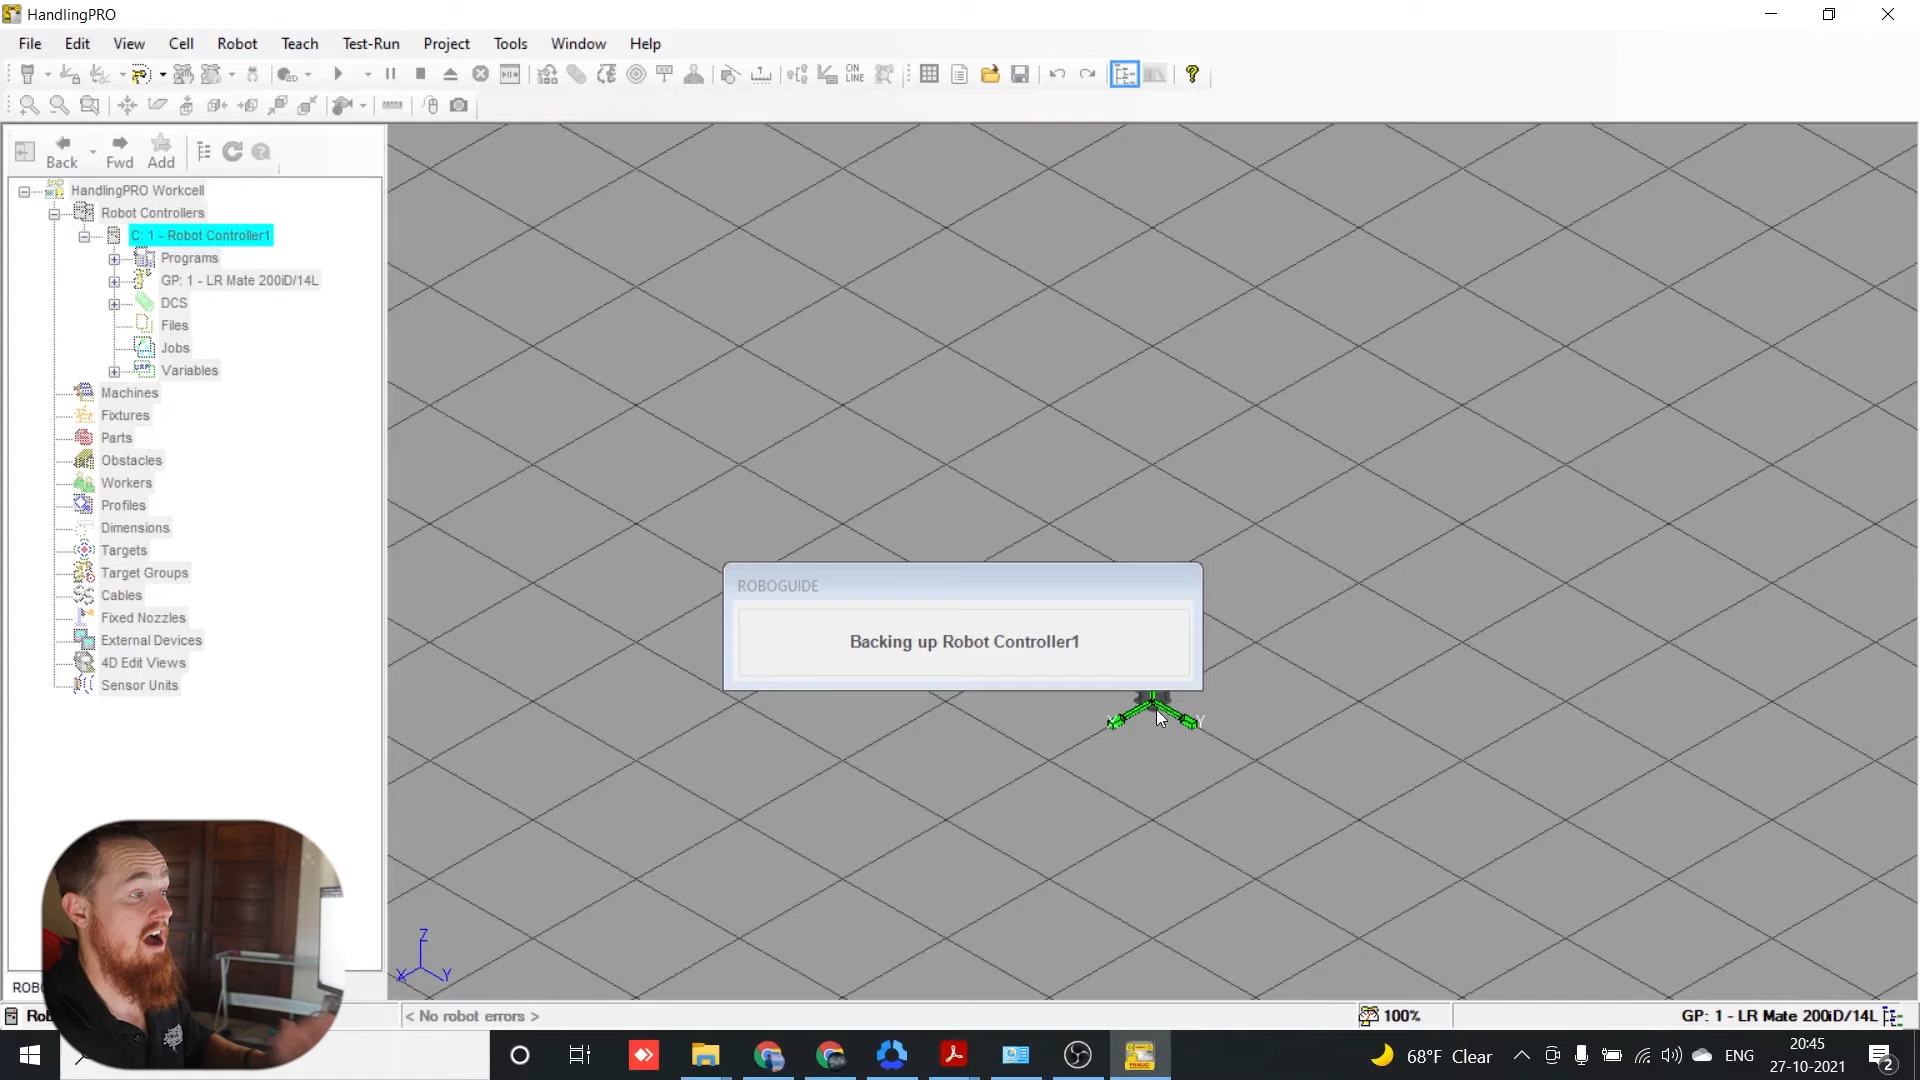 HandlingPRO
File Edit View Cell Robot Teach Test-Run Project Tools Window Help
ON
LINE
Back Fwd Add
HandlingPRO Workcell
Robot Controllers
C: 1 - Robot Controller1
Programs
GP: 1 - LR Mate 200iD/14L
DCS
Files
Jobs
Variables
Machines
Fixtures
Parts
Obstacles
Workers
Profiles
Dimensions
Targets
Target Groups
Cables
Fixed Nozzles
External Devices
4D Edit Views
Sensor Units
ROBOGUIDE
Backing up Robot Controller1
Y
Z
X Y
< No robot errors >
100%
GP: 1 - LR Mate 200iD/14L
68°F Clear
ENG
20:45
27-10-2021
2